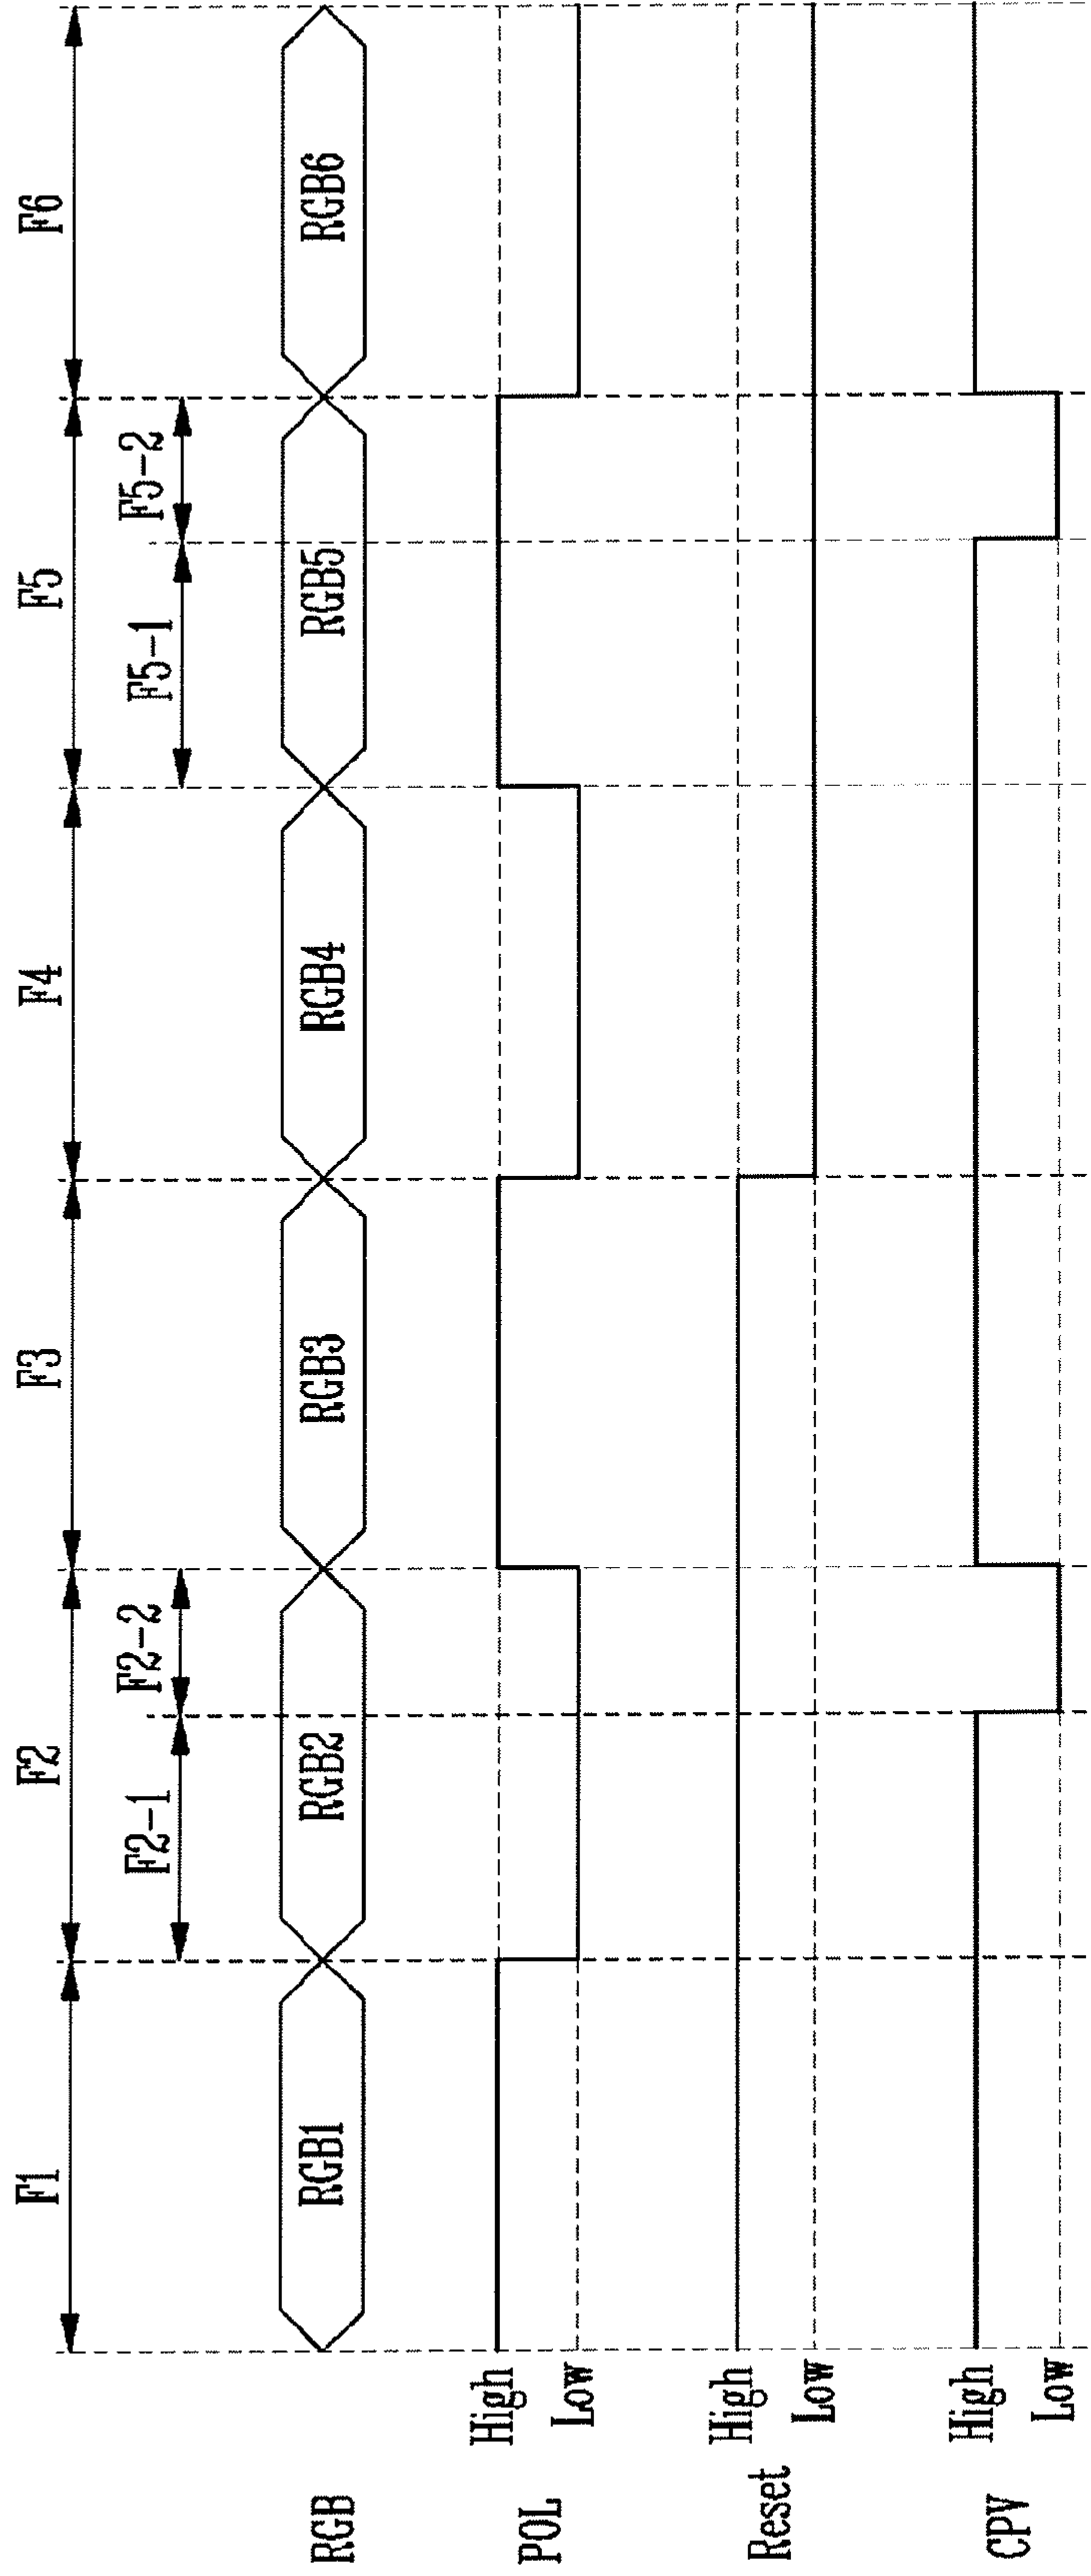 F1 F2 F3 F4 F5 F6
F2-1 F2-2 F5-1 F5-2
RGB RGB1 RGB2 RGB3 RGB4 RGB5 RGB6
High
POL
Low
High
Reset
Low
High
CPV
Low